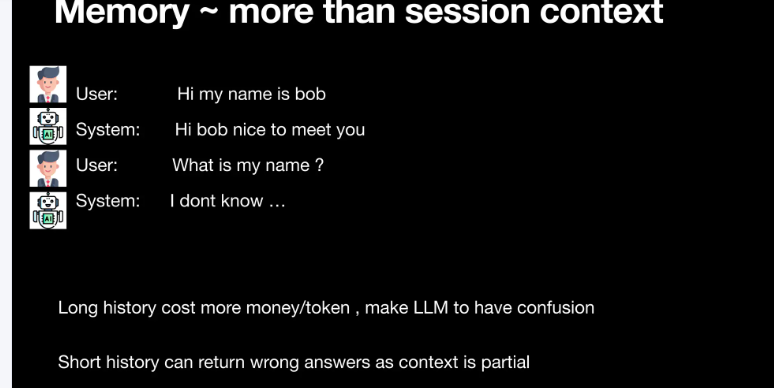 Memory ~ more than session context
User: Hi my name is bob
System: Hi bob nice to meet you
User: What is my name ?
System: I dont know ...
Long history cost more money/token , make LLM to have confusion
Short history can return wrong answers as context is partial